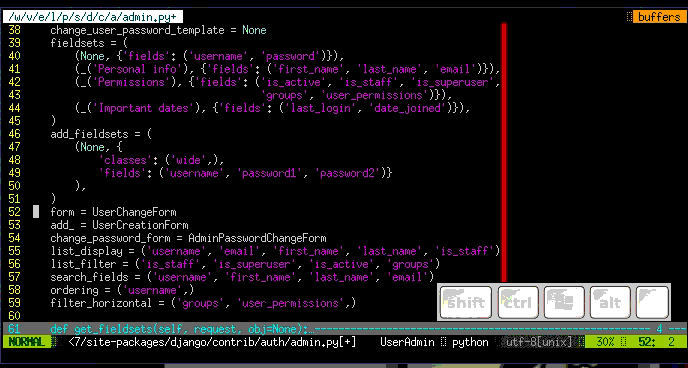 /w/v/e/l/p/s/d/c/a/admin.py+ buffers
38 change_user_password_template = None
39 fieldsets = (
40 (None, {'fields': ('username', 'password')}),
41 (_('Personal info'), {'fields': ('first_name', 'last_name', 'email')}),
42 (_('Permissions'), {'fields': ('is_active', 'is_staff', 'is_superuser',
43 'groups', 'user_permissions')}),
44 (_('Important dates'), {'fields': ('last_login', 'date_joined')}),
45 )
46 add_fieldsets = (
47 (None, {
48 'classes': ('wide',),
49 'fields': ('username', 'password1', 'password2')}
50 ),
51 )
52 form = UserChangeForm
53 add_ = UserCreationForm
54 change_password_form = AdminPasswordChangeForm
55 list_display = ('username', 'email', 'first_name', 'last_name', 'is_staff')
56 list_filter = ('is_staff', 'is_superuser', 'is_active', 'groups')
57 search_fields = ('username', 'first_name', 'last_name', 'email')
58 ordering = ('username',)
59 filter_horizontal = ('groups', 'user_permissions',)
60
shift ctrl alt
61 def get_fieldsets(self, request, obj=None):-------------------------------------------- 4 ----
NORMAL <7/site-packages/django/contrib/auth/admin.py[+] UserAdmin python utf-8[unix] 30% 52: 2